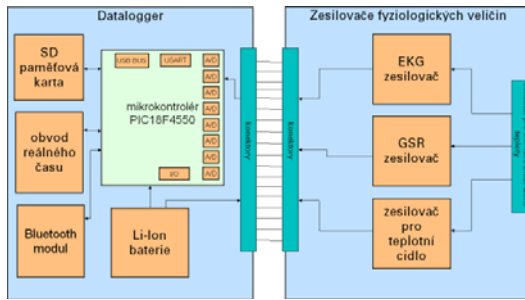 Datalogger
Zesilovače fyziologických veličin
SD
paměťová
karta
obvod
reálného
času
Bluetooth
modul
USB BUS
USART
A/D
A/D
A/D
A/D
A/D
A/D
A/D
A/D
mikrokontrolér
PIC18F4550
I/O
Li-Ion
baterie
konektory
konektory
EKG
zesilovač
GSR
zesilovač
zesilovač
pro
teplotní
cidlo